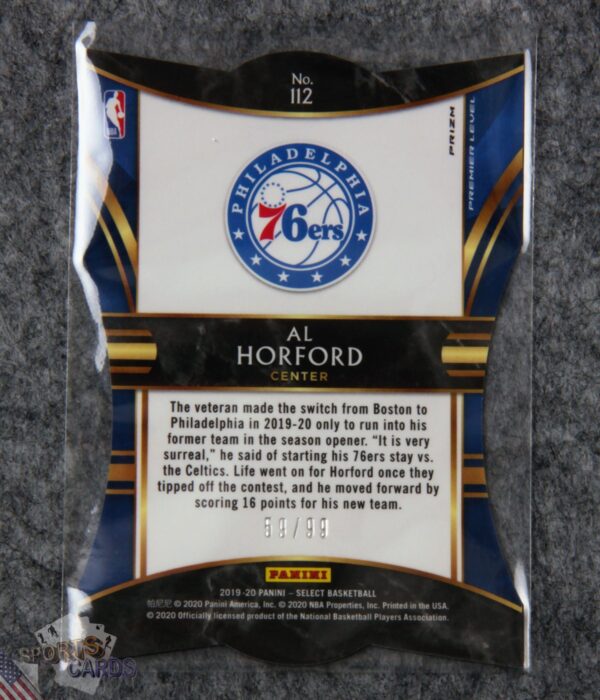 No.
112
PRIZM
PREMIER LEVEL
NBA
PHILADELPHIA
76ers
AL
HORFORD
CENTER
The veteran made the switch from Boston to
Philadelphia in 2019-20 only to run into his
former team in the season opener. "It is very
surreal," he said of starting his 76ers stay vs.
the Celtics. Life went on for Horford once they
tipped off the contest, and he moved forward by
scoring 16 points for his new team.
59/99
PANINI
2019-20 PANINI – SELECT BASKETBALL
帕尼尼 © 2020 Panini America, Inc. © 2020 NBA Properties, Inc. Printed in the USA.
© 2020 Officially licensed product of the National Basketball Players Association.
SPORTS
CARDS